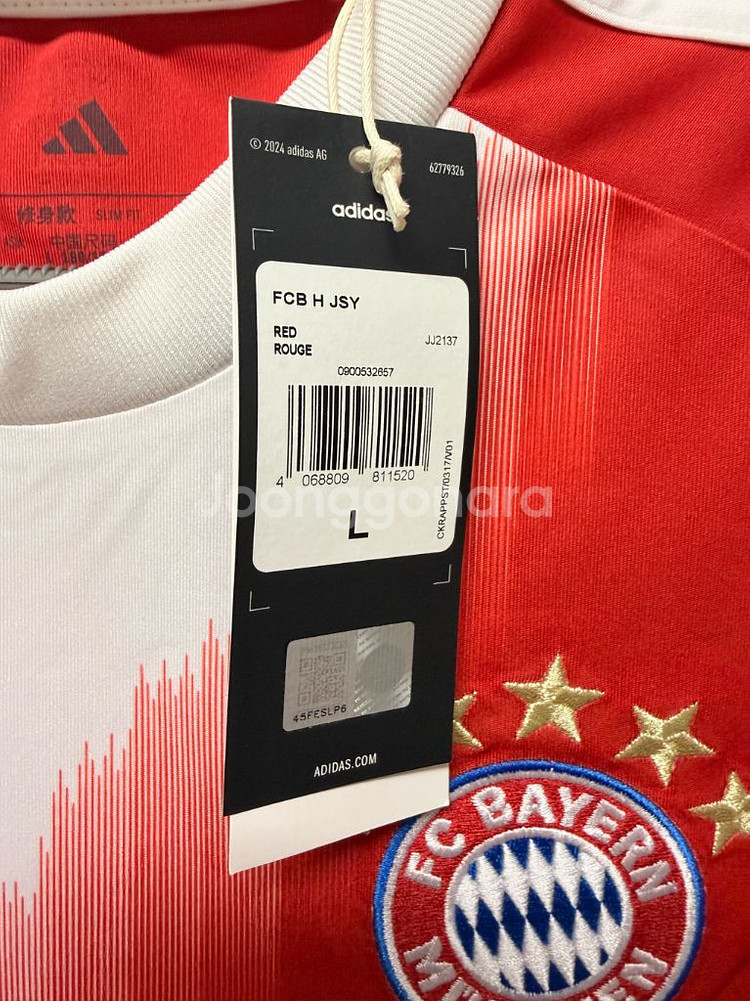 © 2024 adidas AG
62779326
adidas
FCB H JSY
RED
ROUGE
JJ2137
0900532657
4 068809 811520
CKRAPPST/0317/V01
L
45FESLP6
ADIDAS.COM
修身款 SLIM FIT
中国尺码
FC BAYERN
Joonggonara